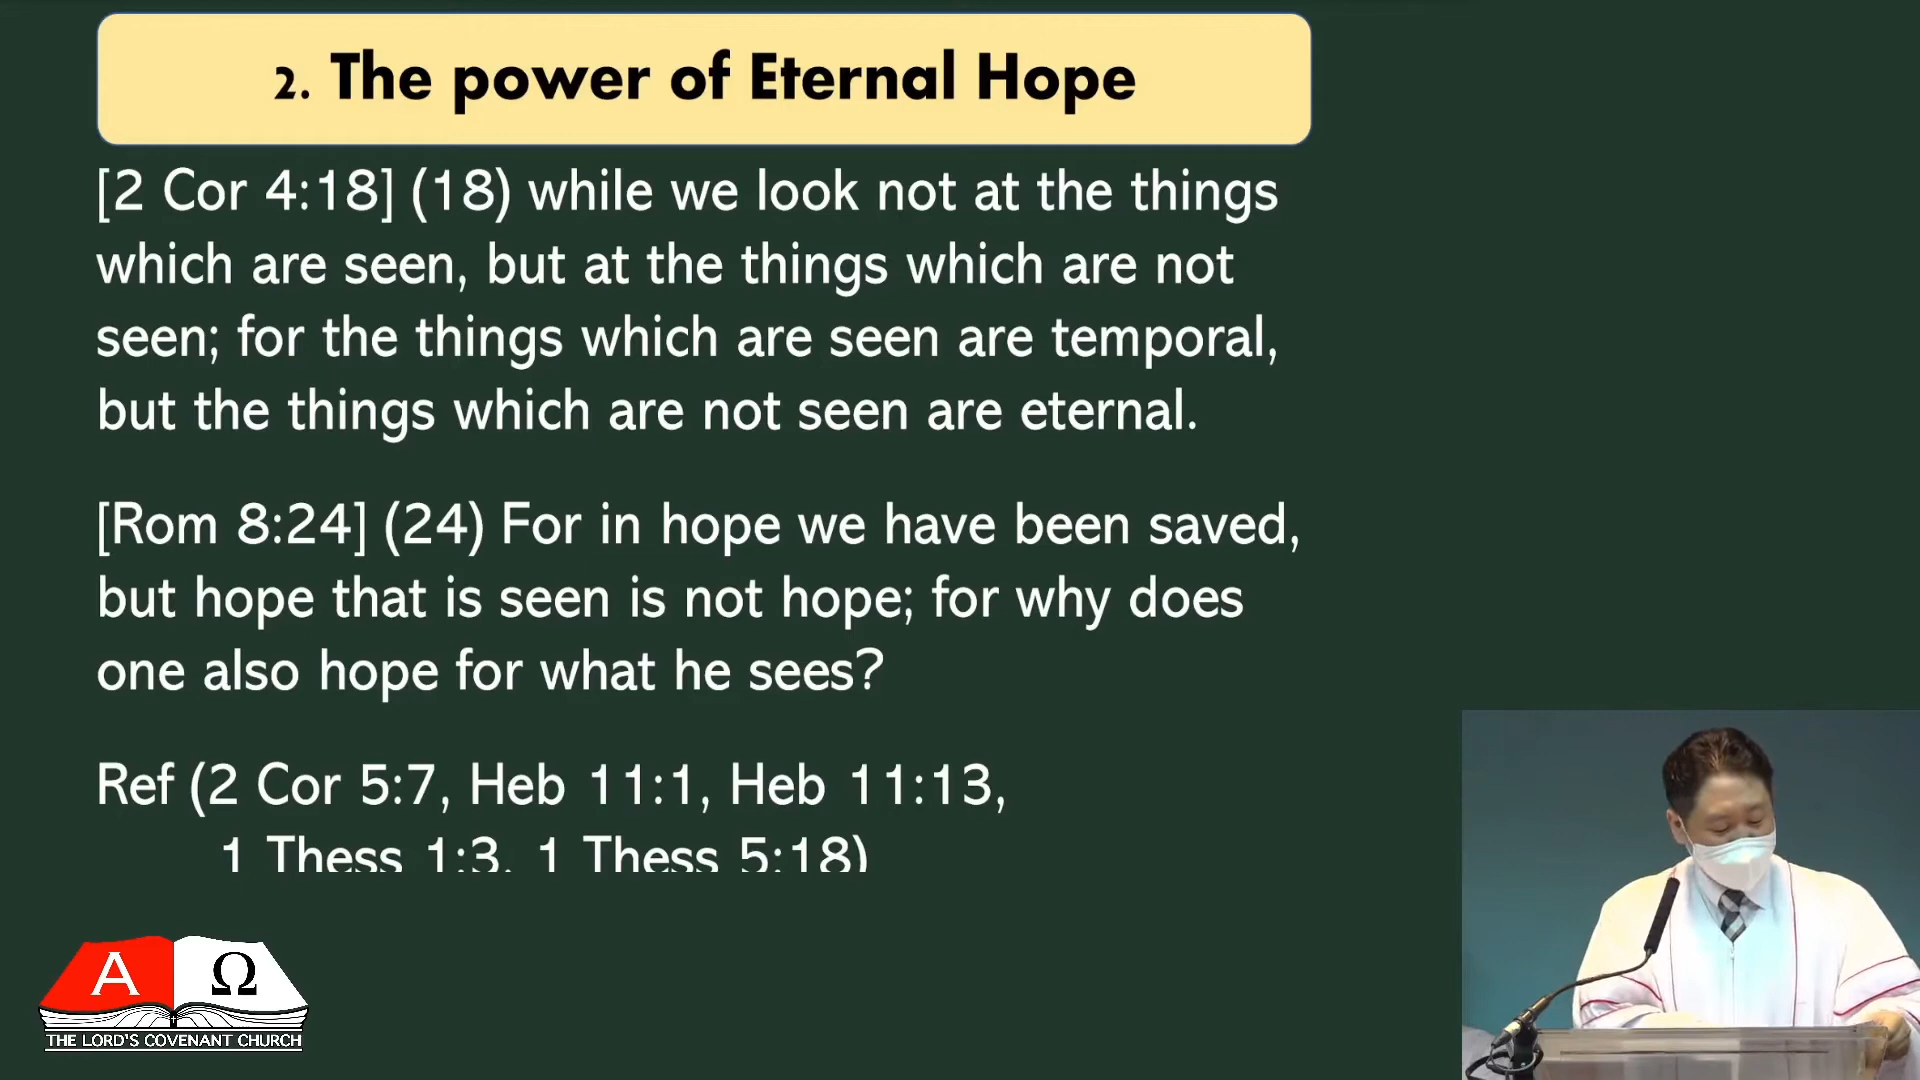 2. The power of Eternal Hope
[2 Cor 4:18] (18) while we look not at the things
which are seen, but at the things which are not
seen; for the things which are seen are temporal,
but the things which are not seen are eternal.
[Rom 8:24] (24) For in hope we have been saved,
but hope that is seen is not hope; for why does
one also hope for what he sees?
Ref (2 Cor 5:7, Heb 11:1, Heb 11:13,
1 Thess 1:3, 1 Thess 5:18)
Α Ω
THE LORD'S COVENANT CHURCH